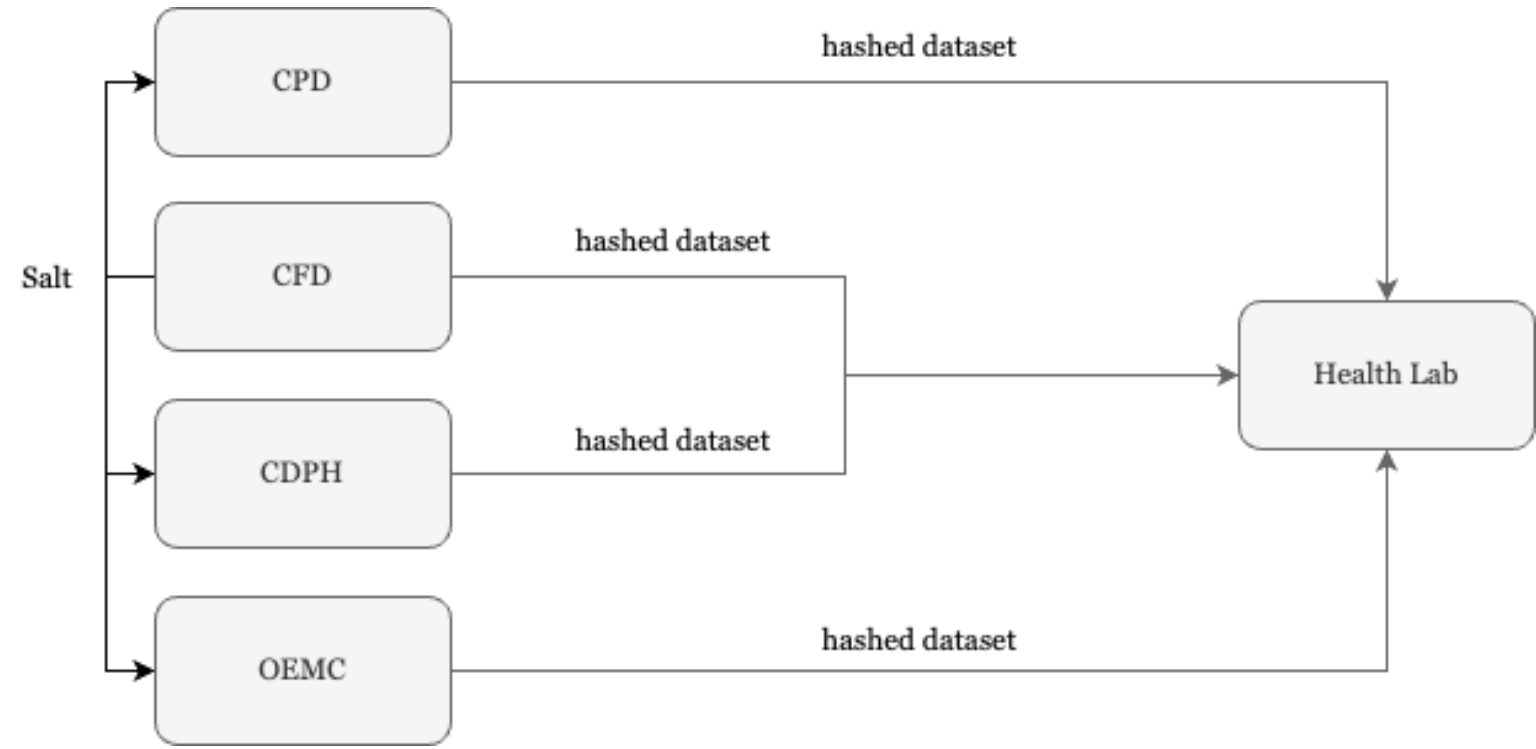 hashed dataset
CPD
hashed dataset
Salt
CFD
Health Lab
hashed dataset
CDPH
hashed dataset
OEMC